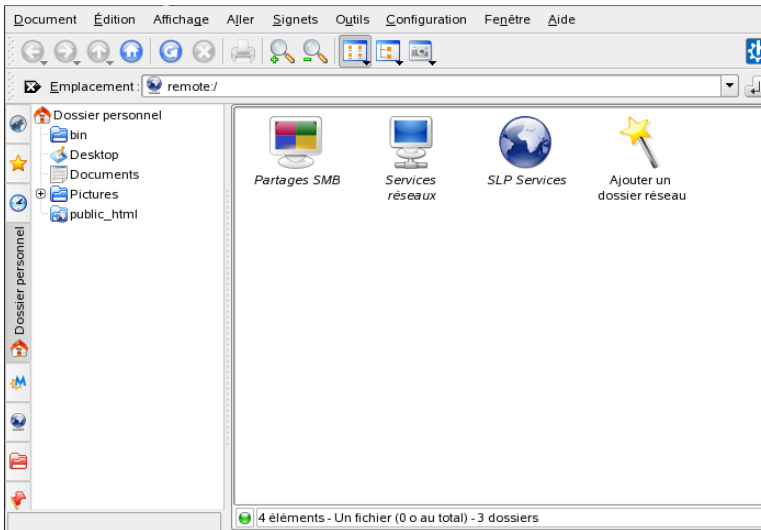 Document Édition Affichage Aller Signets Outils Configuration Fenêtre Aide
Emplacement : remote:/
Dossier personnel
bin
Desktop
Documents
Pictures
public_html
Dossier personnel
Partages SMB
Services réseaux
SLP Services
Ajouter un dossier réseau
4 éléments - Un fichier (0 o au total) - 3 dossiers